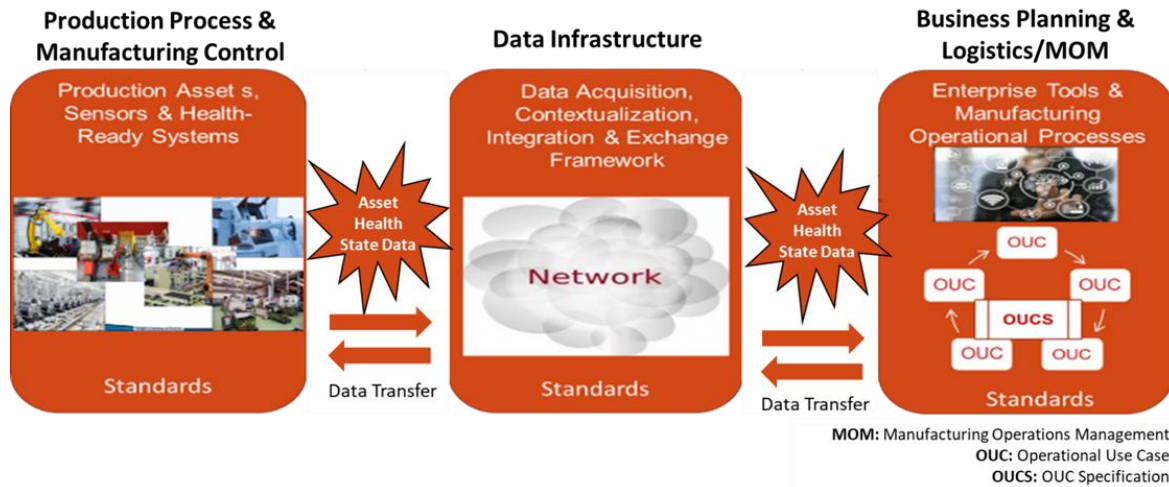 Production Process &
Manufacturing Control
Production Asset s,
Sensors & Health-
Ready Systems
Standards
Asset
Health
State Data
Data Transfer
Data Infrastructure
Data Acquisition,
Contextualization,
Integration & Exchange
Framework
Network
Standards
Asset
Health
State Data
Data Transfer
Business Planning &
Logistics/MOM
Enterprise Tools &
Manufacturing
Operational Processes
OUC
OUC
OUC
OUCS
OUC
OUC
Standards
MOM: Manufacturing Operations Management
OUC: Operational Use Case
OUCS: OUC Specification